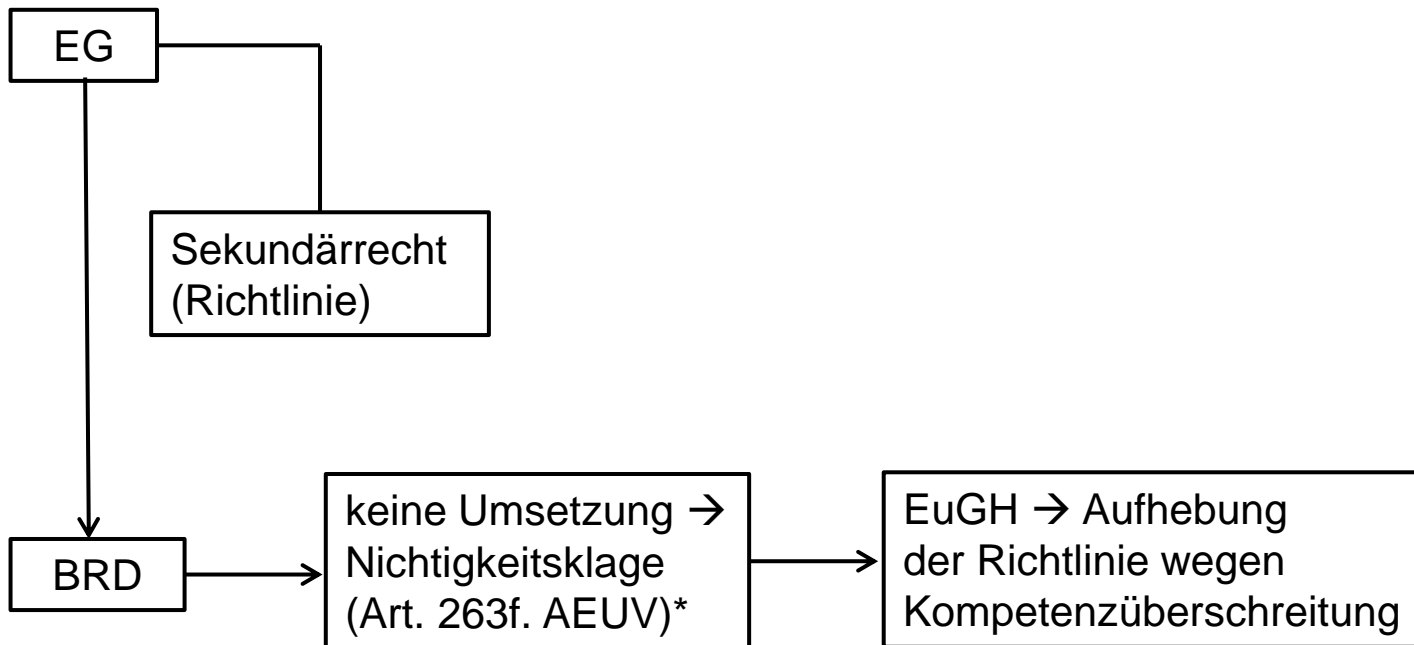 EG
Sekundärrecht
(Richtlinie)
BRD
keine Umsetzung →
Nichtigkeitsklage
(Art. 263f. AEUV)*
EuGH → Aufhebung
der Richtlinie wegen
Kompetenzüberschreitung